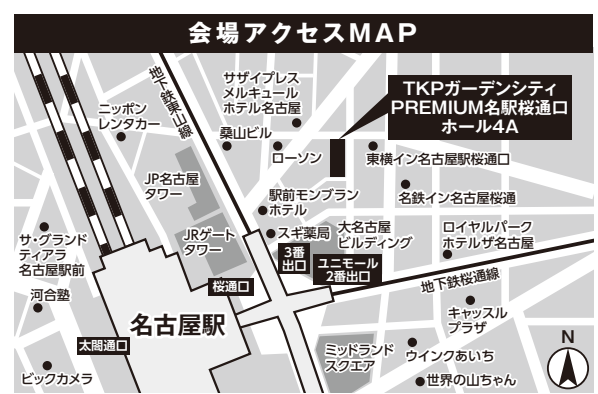 会場アクセスMAP
サザイプレス
メルキュール
ホテル名古屋
TKPガーデンシティ
PREMIUM名駅桜通口
ホール4A
地下鉄東山線
ニッポン
レンタカー
桑山ビル
ローソン
東横イン名古屋駅桜通口
JP名古屋
タワー
駅前モンブラン
ホテル
名鉄イン名古屋桜通
サ・グランド
ティアラ
名古屋駅前
JRゲート
タワー
スギ薬局
大名古屋
ビルディング
ロイヤルパーク
ホテルザ名古屋
3番
出口
ユニモール
2番出口
地下鉄桜通線
河合塾
桜通口
名古屋駅
キャッスル
プラザ
太閤通口
ミッドランド
スクエア
ウインクあいち
ビックカメラ
世界の山ちゃん
N